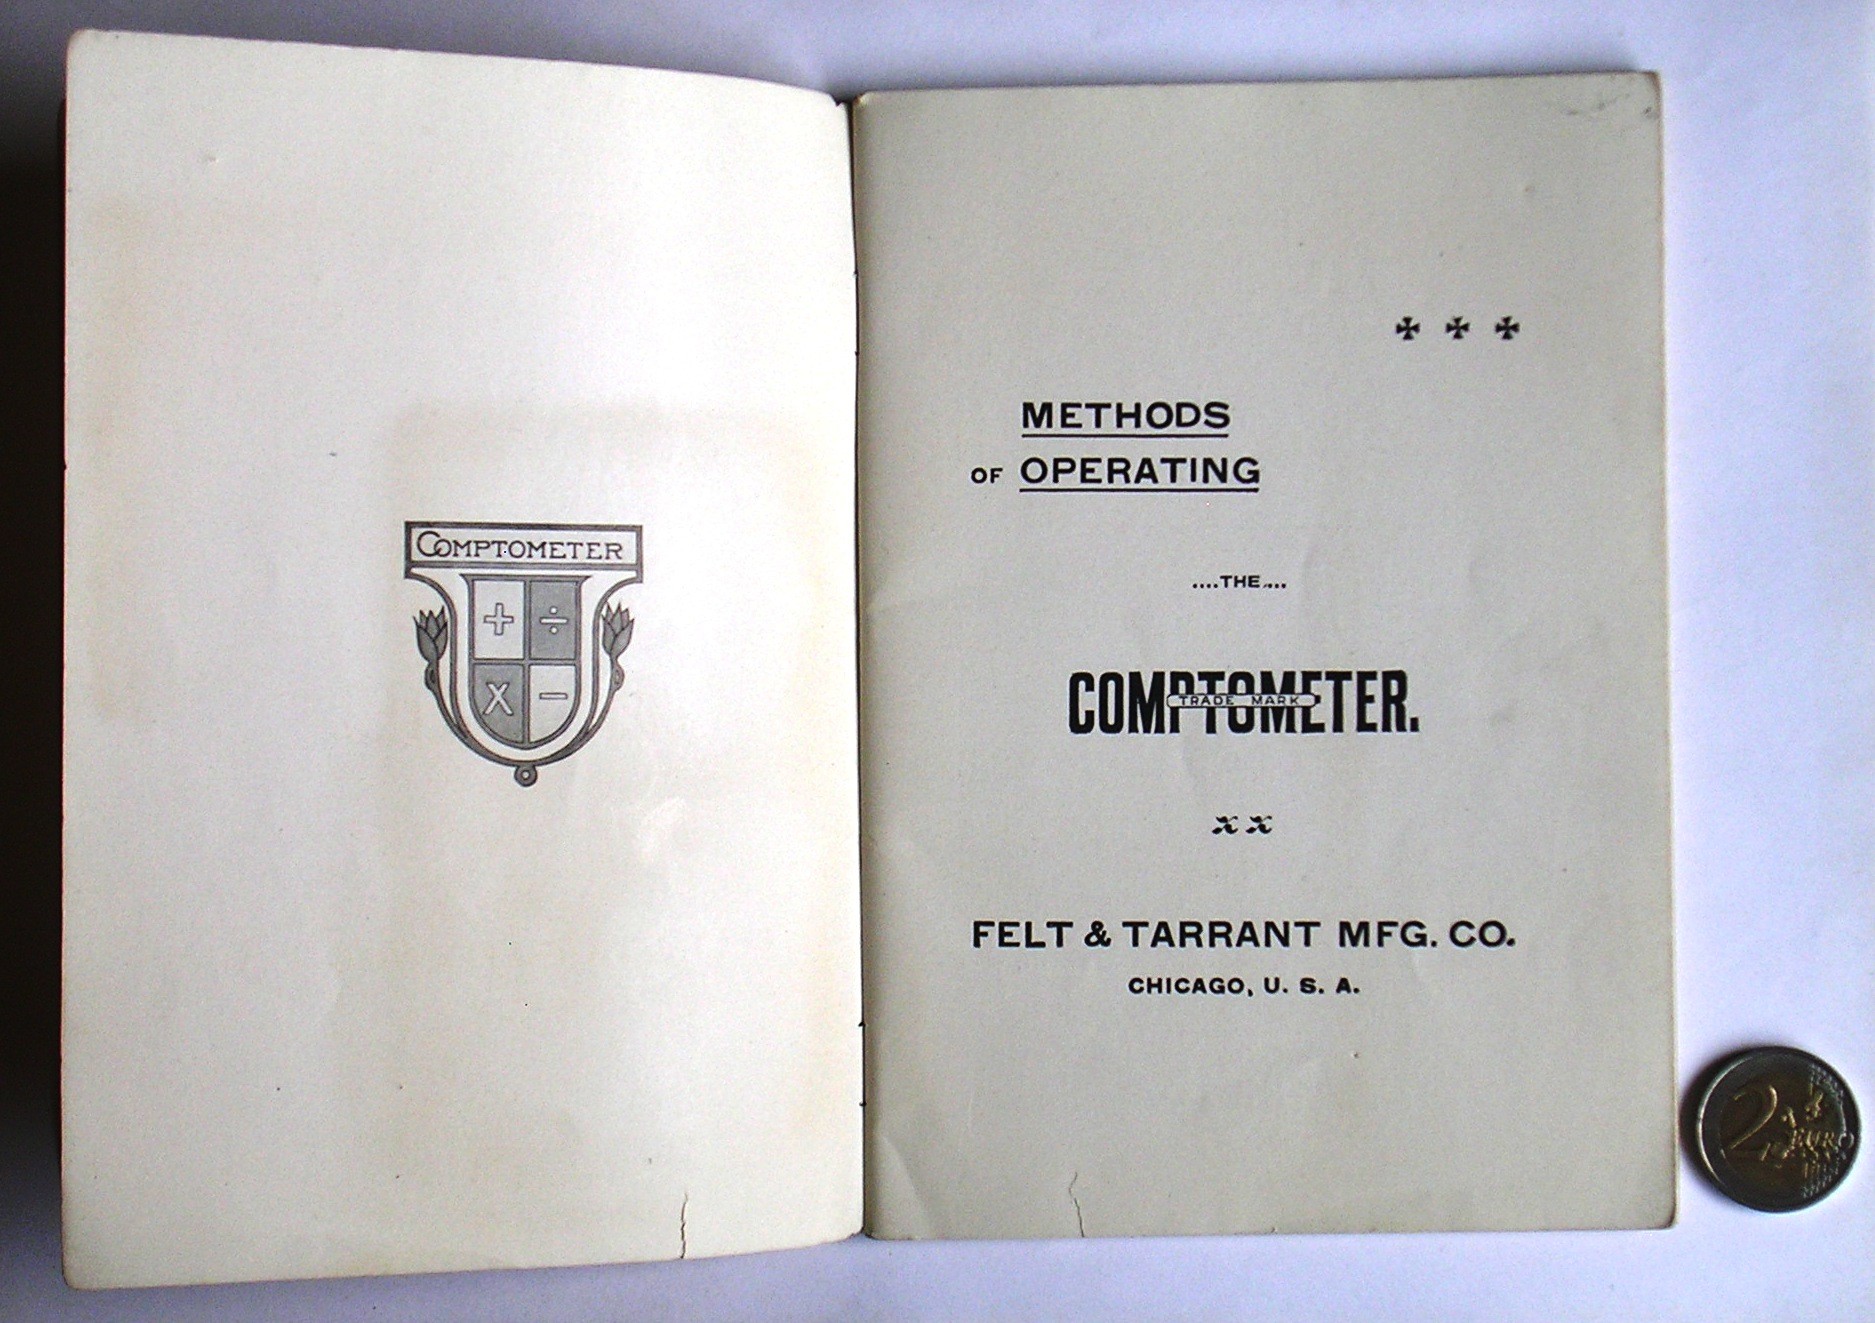 COMPTOMETER
+ ÷
X −
METHODS
OF OPERATING
....THE....
COMPTOMETER.
TRADE MARK
x x
FELT & TARRANT MFG. CO.
CHICAGO, U. S. A.
2 EURO